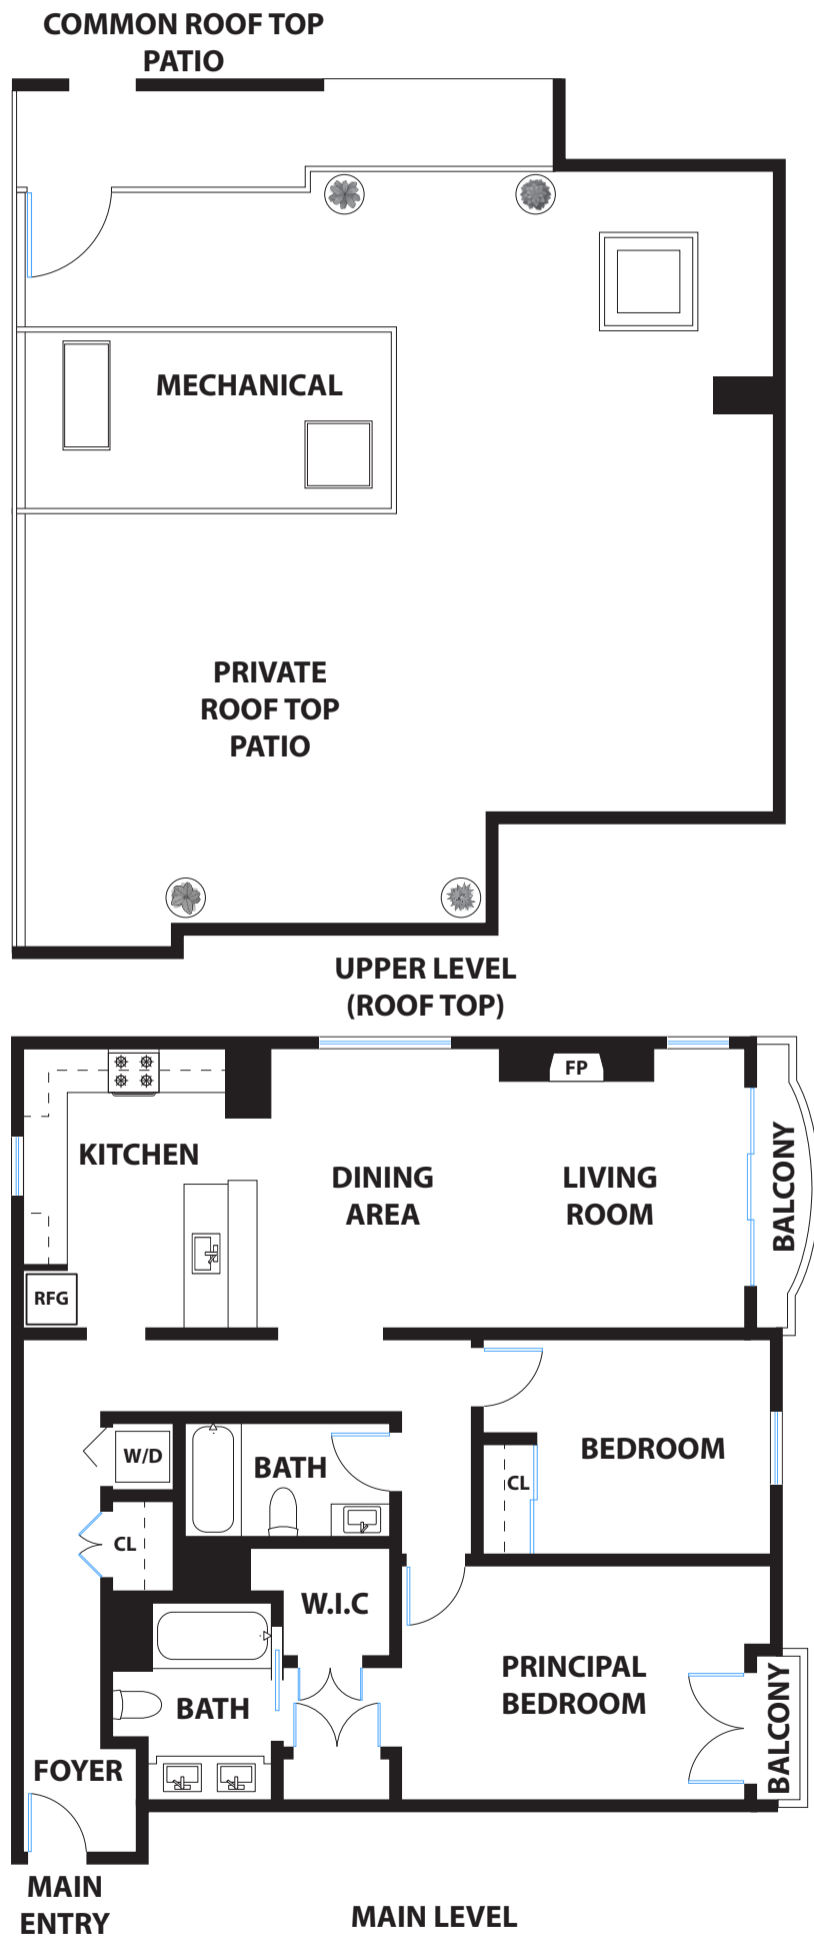 COMMON ROOF TOP
PATIO
MECHANICAL
PRIVATE
ROOF TOP
PATIO
UPPER LEVEL
(ROOF TOP)
FP
KITCHEN
DINING
AREA
LIVING
ROOM
BALCONY
RFG
W/D
BATH
BEDROOM
CL
CL
W.I.C
PRINCIPAL
BEDROOM
BATH
BALCONY
FOYER
MAIN
ENTRY
MAIN LEVEL